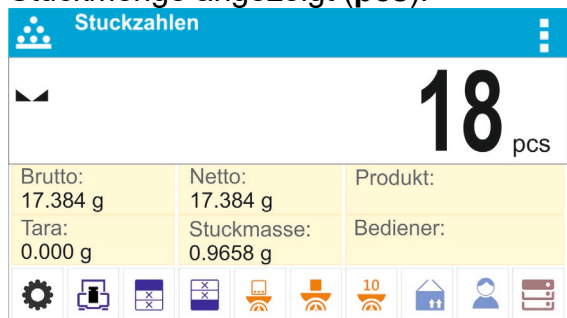 Stuckmenge angezeigt (pcs).
Stuckzahlen
18 pcs
Brutto:
17.384 g
Netto:
17.384 g
Produkt:
Tara:
0.000 g
Stuckmasse:
0.9658 g
Bediener:
10